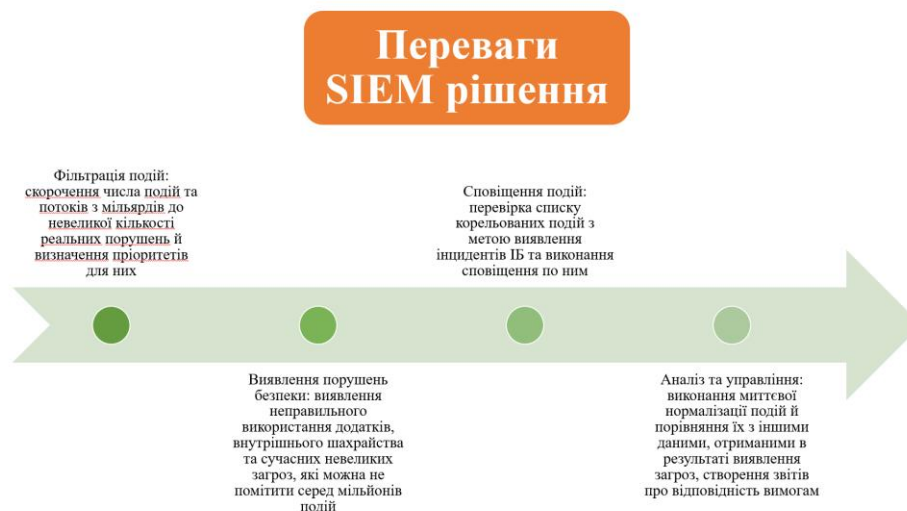 Переваги
SIEM рішення
Фільтрація подій:
скорочення числа подій та
потоків з мільярдів до
невеликої кількості
реальних порушень й
визначення пріоритетів
для них
Виявлення порушень
безпеки: виявлення
неправильного
використання додатків,
внутрішнього шахрайства
та сучасних невеликих
загроз, які можна не
помітити серед мільйонів
подій
Сповіщення подій:
перевірка списку
корельованих подій з
метою виявлення
інцидентів ІБ та виконання
сповіщення по ним
Аналіз та управління:
виконання миттєвої
нормалізації подій й
порівняння їх з іншими
даними, отриманими в
результаті виявлення
загроз, створення звітів
про відповідність вимогам